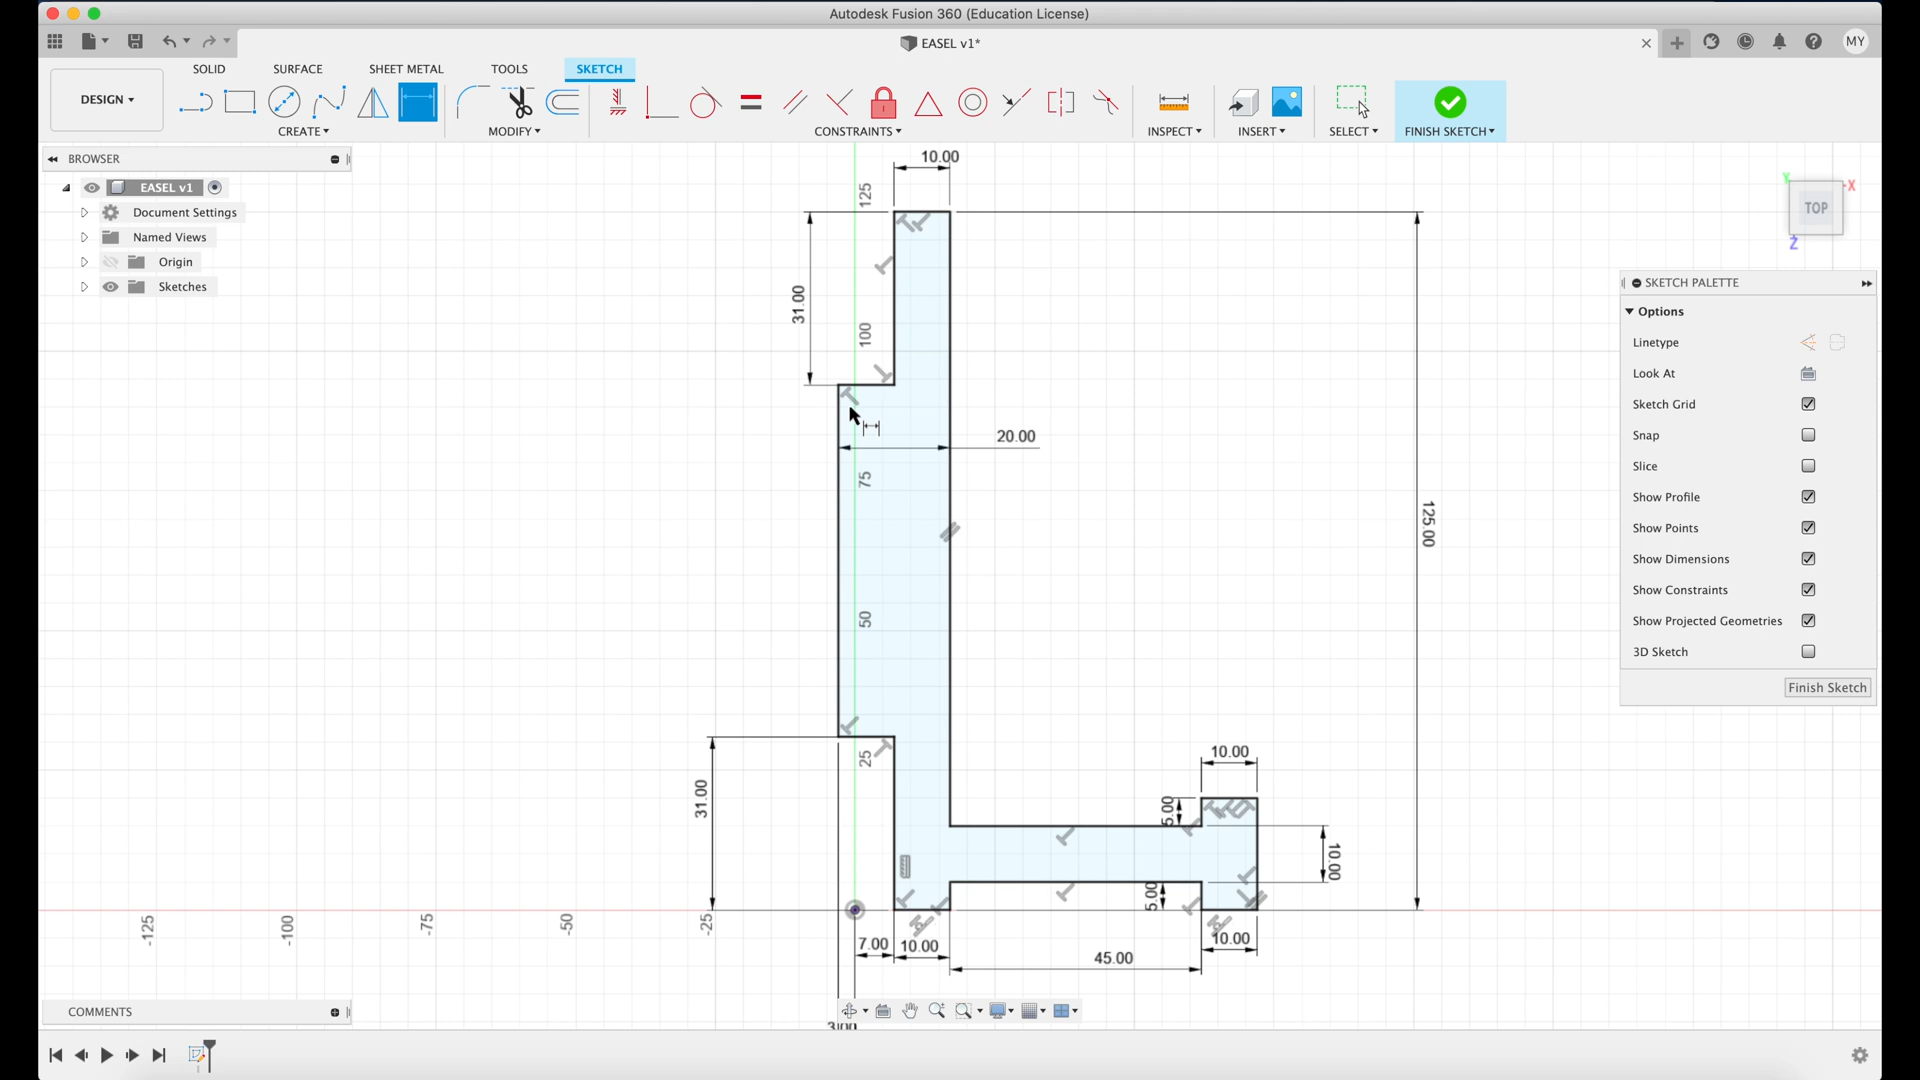 Autodesk Fusion 360 (Education License)
EASEL v1*
MY
SOLID
SURFACE
SHEET METAL
TOOLS
SKETCH
DESIGN
CREATE
MODIFY
CONSTRAINTS
INSPECT
INSERT
SELECT
FINISH SKETCH
BROWSER
EASEL v1
Document Settings
Named Views
Origin
Sketches
10.00
125
31.00
100
20.00
75
125.00
50
25
31.00
10.00
5.00
10.00
5.00
7.00
10.00
45.00
10.00
-125
-100
-75
-50
-25
Y
X
TOP
Z
SKETCH PALETTE
Options
Linetype
Look At
Sketch Grid
Snap
Slice
Show Profile
Show Points
Show Dimensions
Show Constraints
Show Projected Geometries
3D Sketch
Finish Sketch
COMMENTS